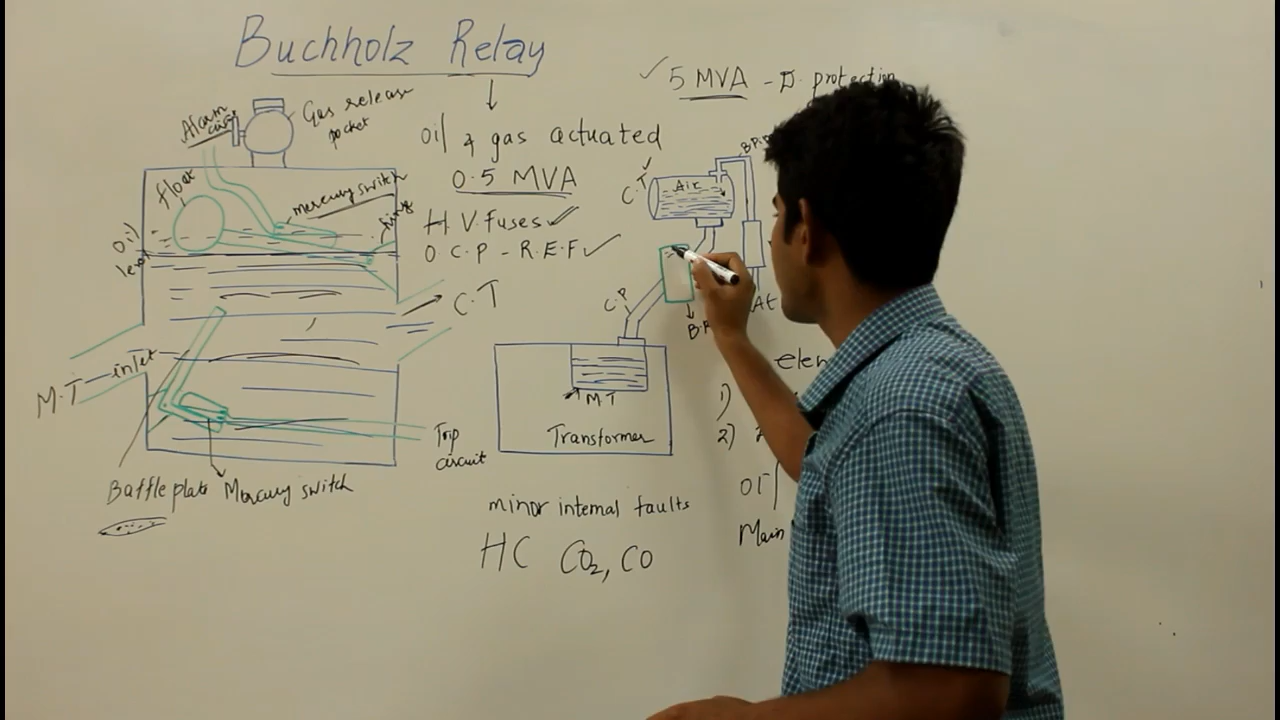 Buchholz Relay
Alarm
Gas release
pocket
oil & gas actuated
0.5 MVA
H V. Fuses
O C.P - R.E.F
float
mercury switch
hinge
Oil
level
C.T
M.T
inlet
Baffle plate
Mercury switch
Trip
circuit
5 MVA - D. protection
C.T
Air
C.P
M T
Transformer
minor internal faults
HC CO2, CO
1)
2)
Main